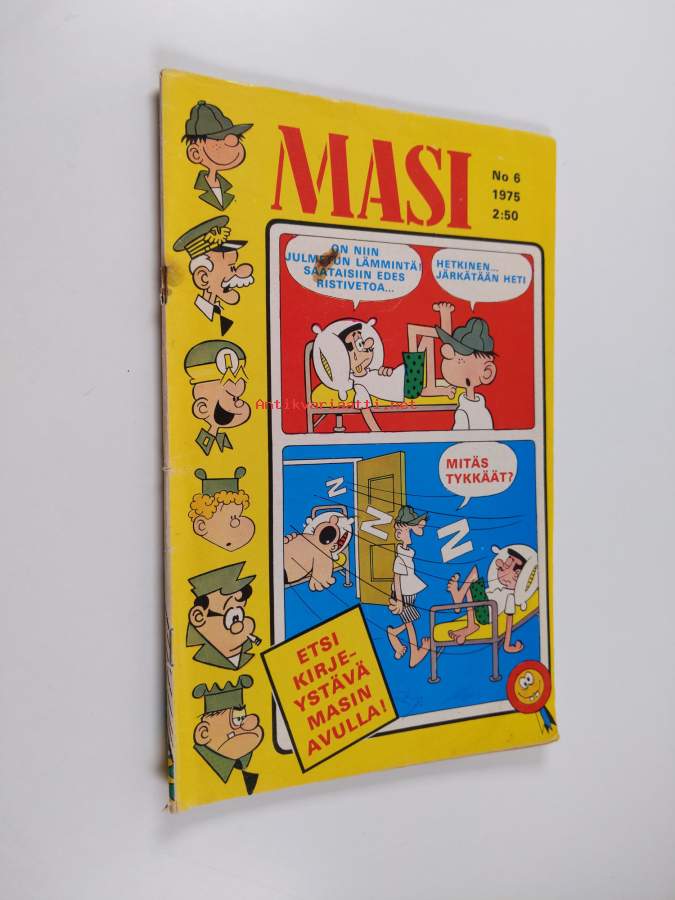 MASI
No 6
1975
2:50
ON NIIN
JULMETUN LÄMMINTÄ!
SAATAISIIN EDES
RISTIVETOA...
HETKINEN...
JÄRKÄTÄÄN HETI
Antikvariaatti.net
MITÄS
TYKKÄÄT?
Z
Z
Z
ETSI
KIRJE-
YSTÄVÄ
MASIN
AVULLA!